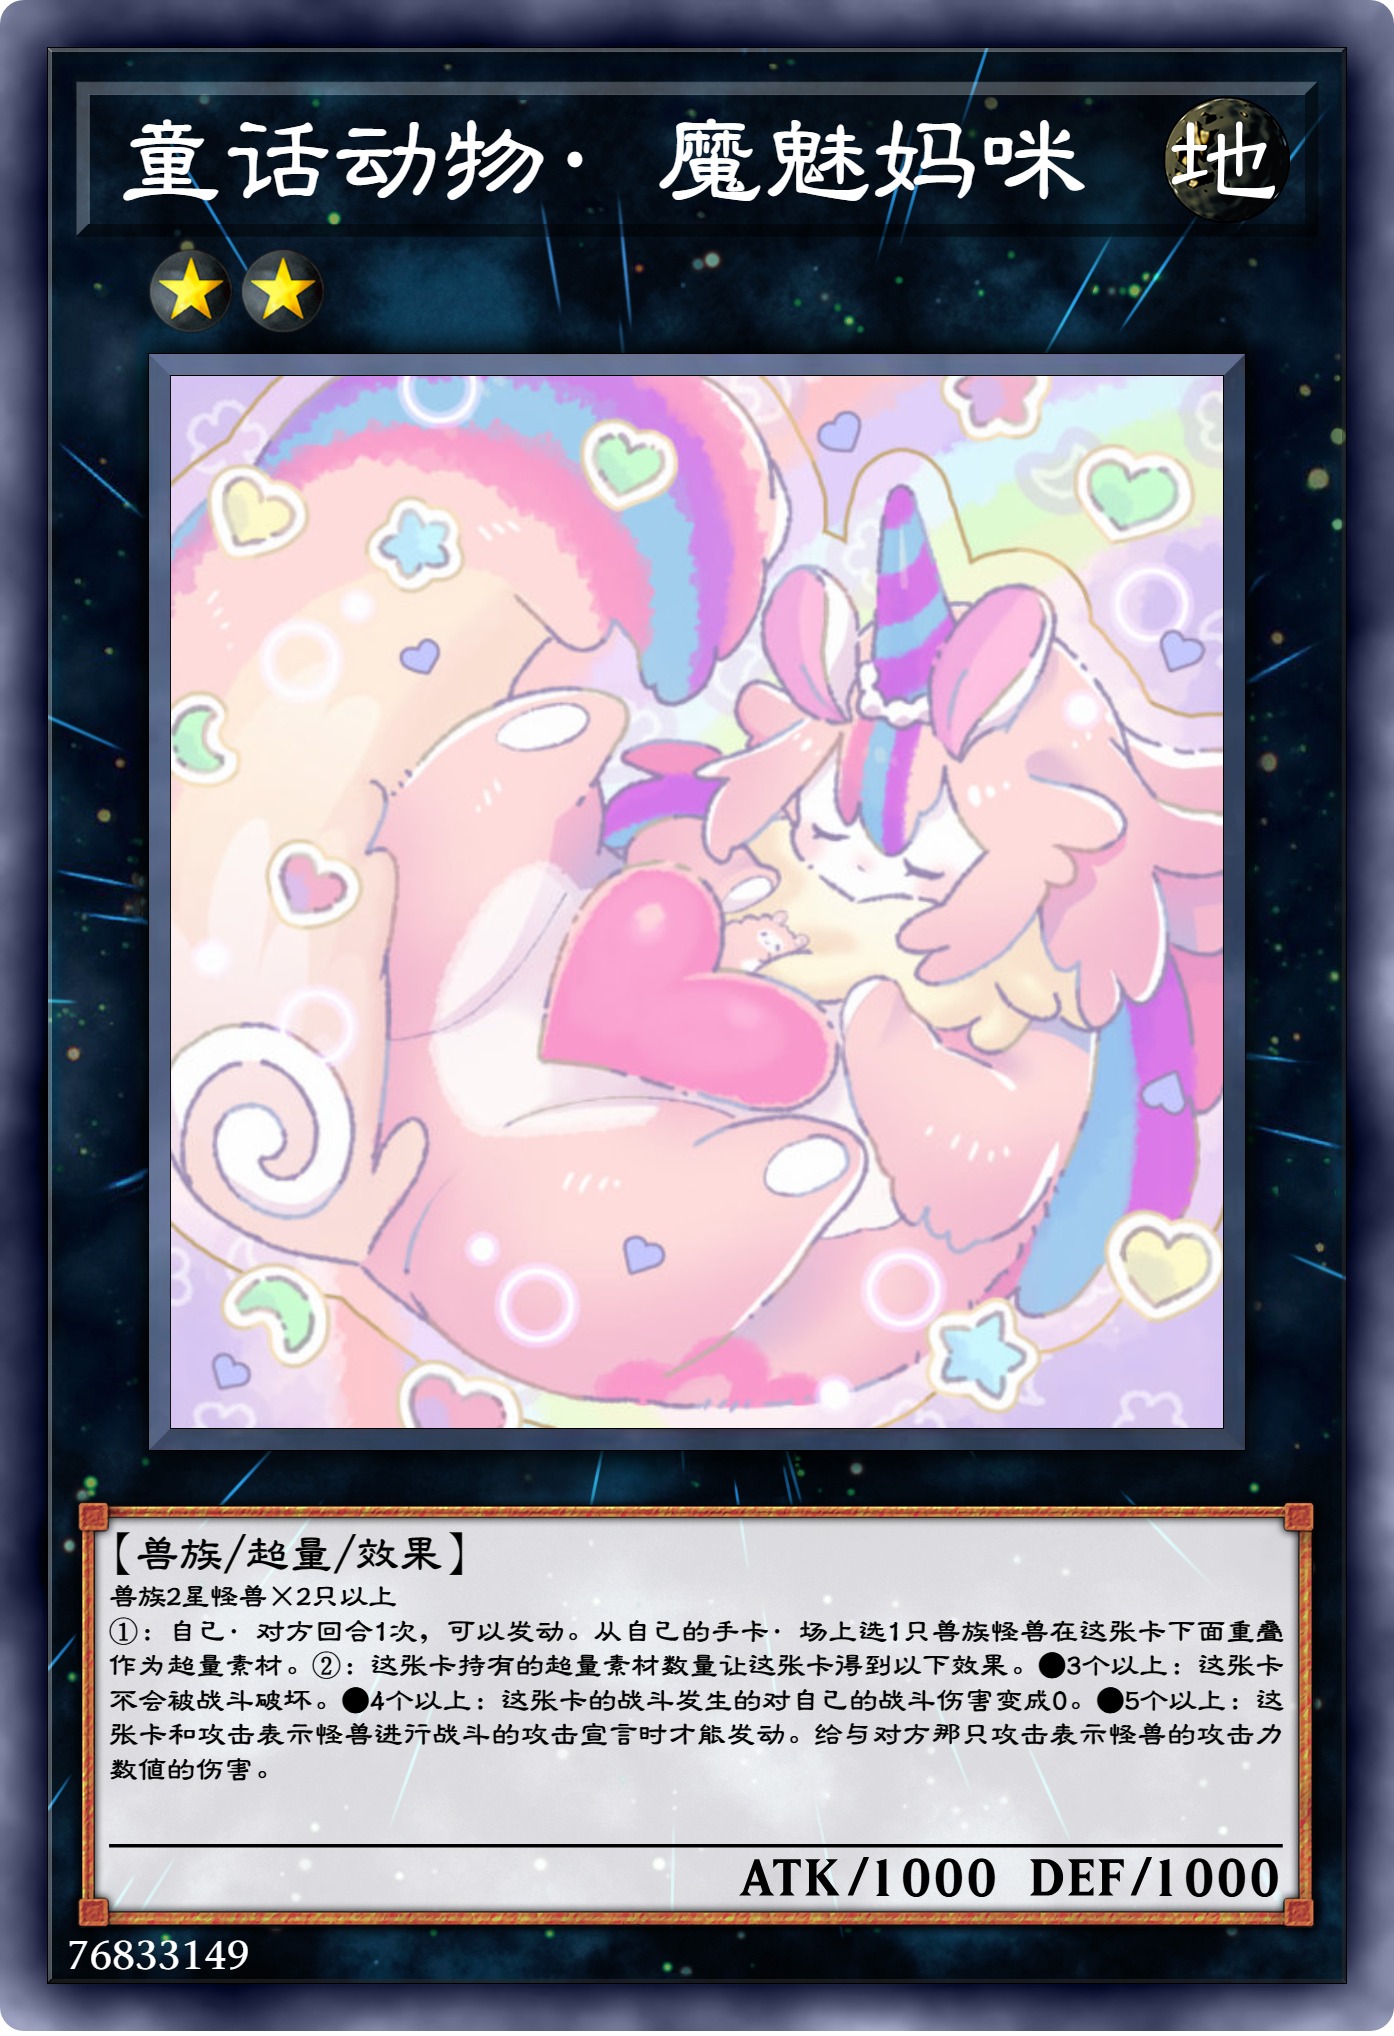 童话动物·魔魅妈咪 地
【兽族/超量/效果】
兽族2星怪兽×2只以上
①：自己·对方回合1次，可以发动。从自己的手卡·场上选1只兽族怪兽在这张卡下面重叠
作为超量素材。②：这张卡持有的超量素材数量让这张卡得到以下效果。●3个以上：这张卡
不会被战斗破坏。●4个以上：这张卡的战斗发生的对自己的战斗伤害变成0。●5个以上：这
张卡和攻击表示怪兽进行战斗的攻击宣言时才能发动。给与对方那只攻击表示怪兽的攻击力
数值的伤害。
ATK/1000 DEF/1000
76833149